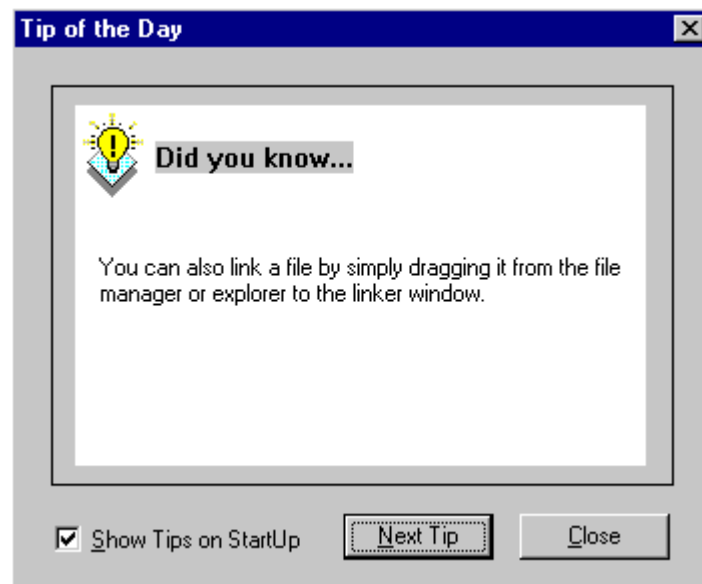 Tip of the Day
Did you know...
You can also link a file by simply dragging it from the file
manager or explorer to the linker window.
Show Tips on StartUp
Next Tip
Close